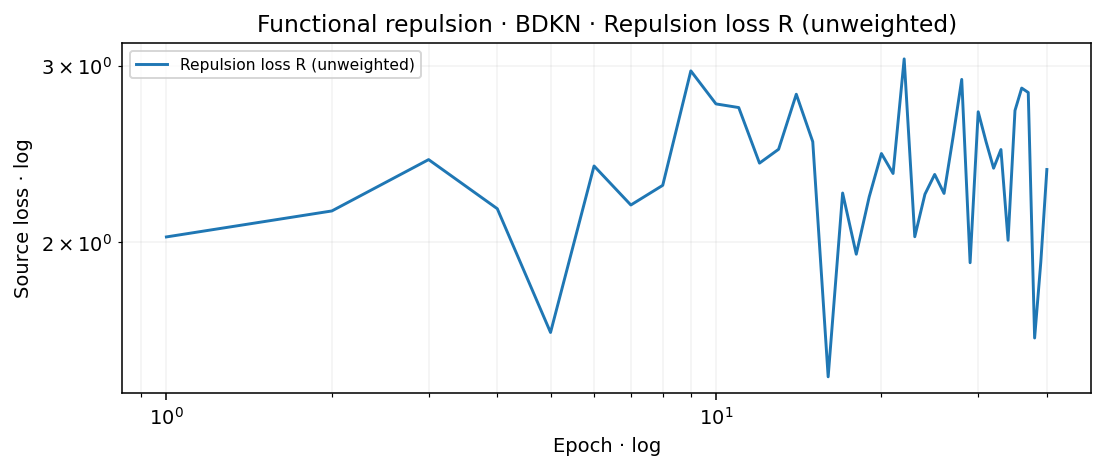 Functional repulsion · BDKN · Repulsion loss R (unweighted)
Repulsion loss R (unweighted)
Source loss · log
3 × 10⁰
2 × 10⁰
10⁰
10¹
Epoch · log